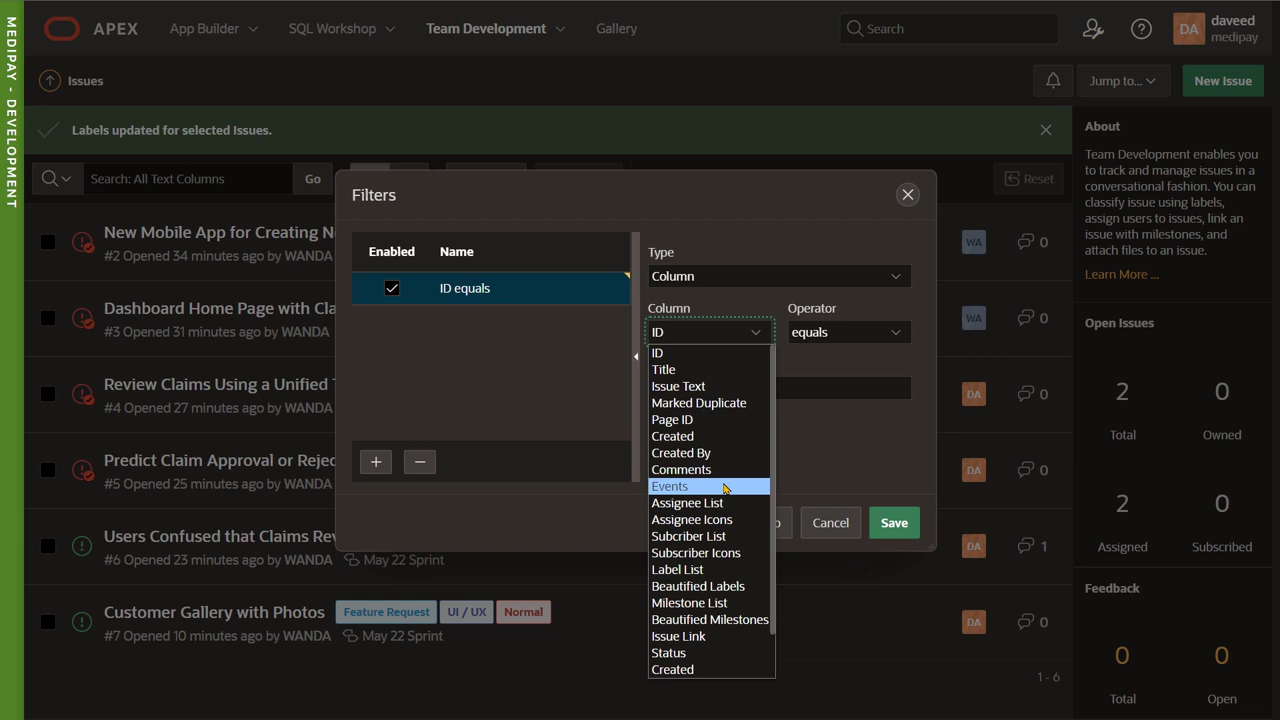 MEDIPAY - DEVELOPMENT
APEX
App Builder
SQL Workshop
Team Development
Gallery
Search
DA
daveed
medipay
Issues
Jump to...
New Issue
Labels updated for selected Issues.
Search: All Text Columns
Go
Reset
New Mobile App for Creating
#2 Opened 34 minutes ago by WANDA
WA
0
Dashboard Home Page with
#3 Opened 31 minutes ago by WANDA
WA
0
Review Claims Using a Unified
#4 Opened 27 minutes ago by WANDA
DA
0
Predict Claim Approval or
#5 Opened 25 minutes ago by WANDA
DA
0
Users Confused that Claims
#6 Opened 23 minutes ago by WANDA
May 22 Sprint
DA
1
Customer Gallery with Photos
Feature Request
UI / UX
Normal
#7 Opened 10 minutes ago by WANDA
May 22 Sprint
DA
0
1 - 6
Filters
Enabled
Name
ID equals
+
−
Type
Column
Column
Operator
ID
equals
ID
Title
Issue Text
Marked Duplicate
Page ID
Created
Created By
Comments
Events
Assignee List
Assignee Icons
Subcriber List
Subscriber Icons
Label List
Beautified Labels
Milestone List
Beautified Milestones
Issue Link
Status
Created
Cancel
Save
About
Team Development enables you
to track and manage issues in a
conversational fashion. You can
classify issue using labels,
assign users to issues, link an
issue with milestones, and
attach files to an issue.
Learn More ...
Open Issues
2
0
Total
Owned
2
0
Assigned
Subscribed
Feedback
0
0
Total
Open